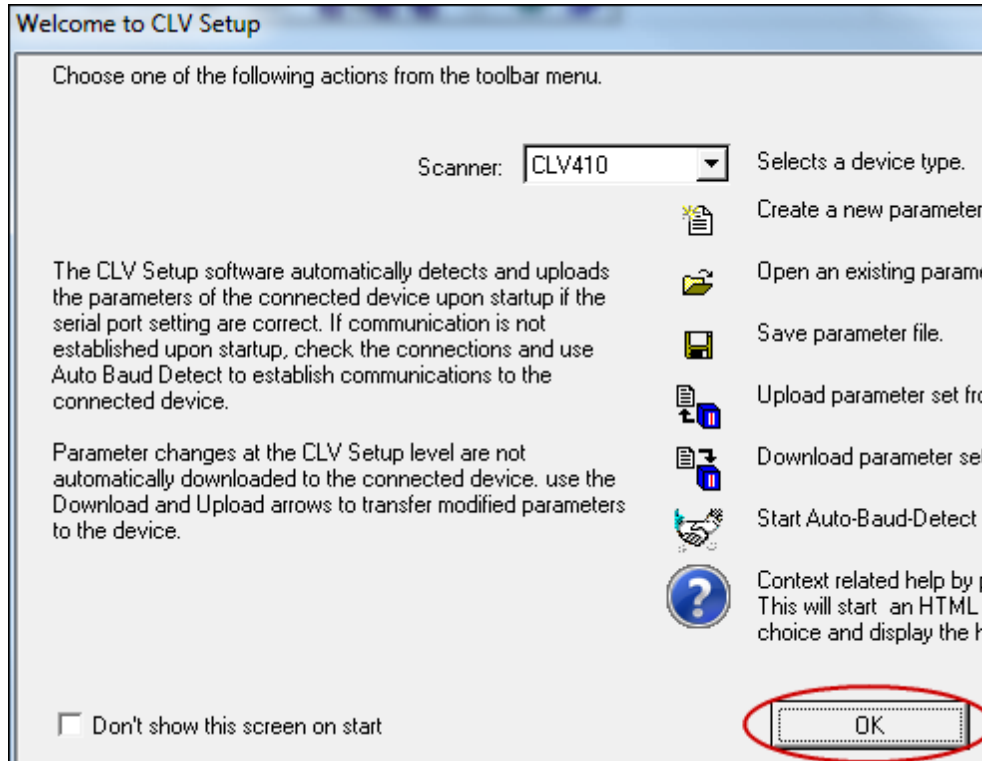 Welcome to CLV Setup
Choose one of the following actions from the toolbar menu.
Scanner: CLV410
Selects a device type.
Create a new parameter
The CLV Setup software automatically detects and uploads
the parameters of the connected device upon startup if the
serial port setting are correct. If communication is not
established upon startup, check the connections and use
Auto Baud Detect to establish communications to the
connected device.
Parameter changes at the CLV Setup level are not
automatically downloaded to the connected device. use the
Download and Upload arrows to transfer modified parameters
to the device.
Open an existing
Save parameter file.
Upload parameter set
Download parameter
Start Auto-Baud-Detect
Context related help by
This will start an HTML
choice and display the
Don't show this screen on start
OK